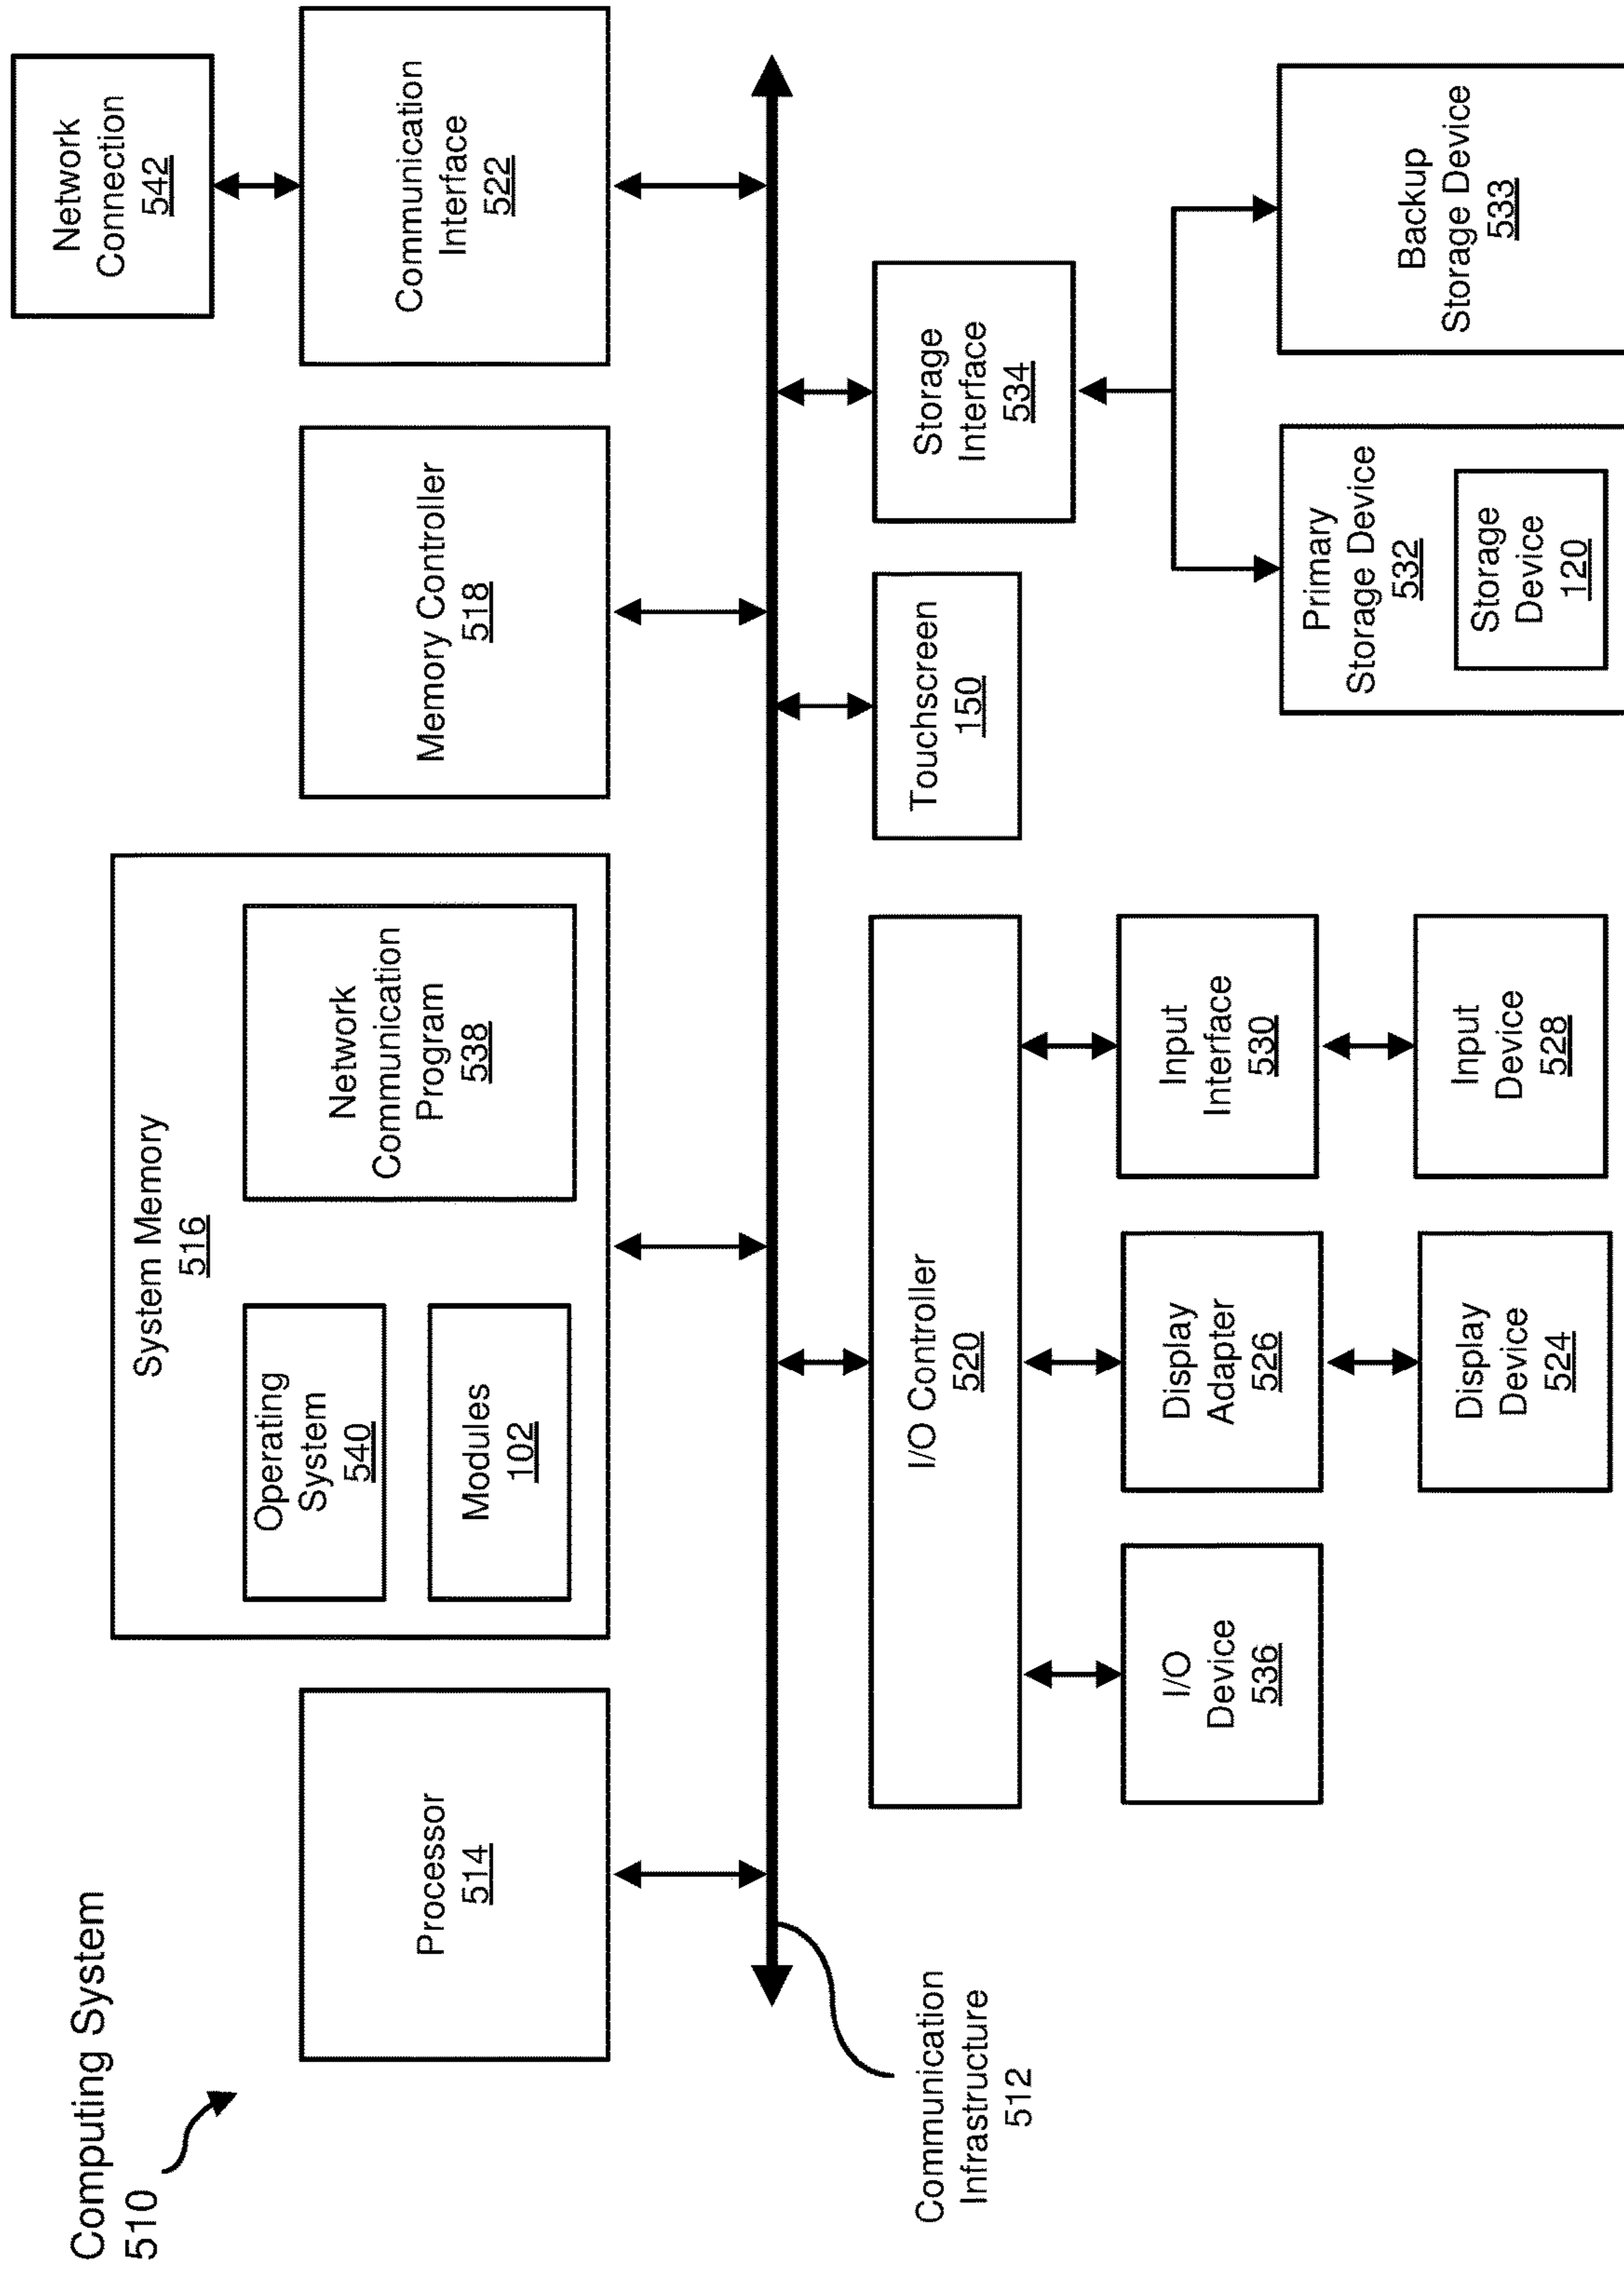 Computing System
510
Processor
514
System Memory
516
Operating
System
540
Modules
102
Network
Communication
Program
538
Memory Controller
518
Network
Connection
542
Communication
Interface
522
Communication
Infrastructure
512
I/O Controller
520
Touchscreen
150
Storage
Interface
534
I/O
Device
536
Display
Adapter
526
Input
Interface
530
Display
Device
524
Input
Device
528
Primary
Storage Device
532
Storage
Device
120
Backup
Storage Device
533